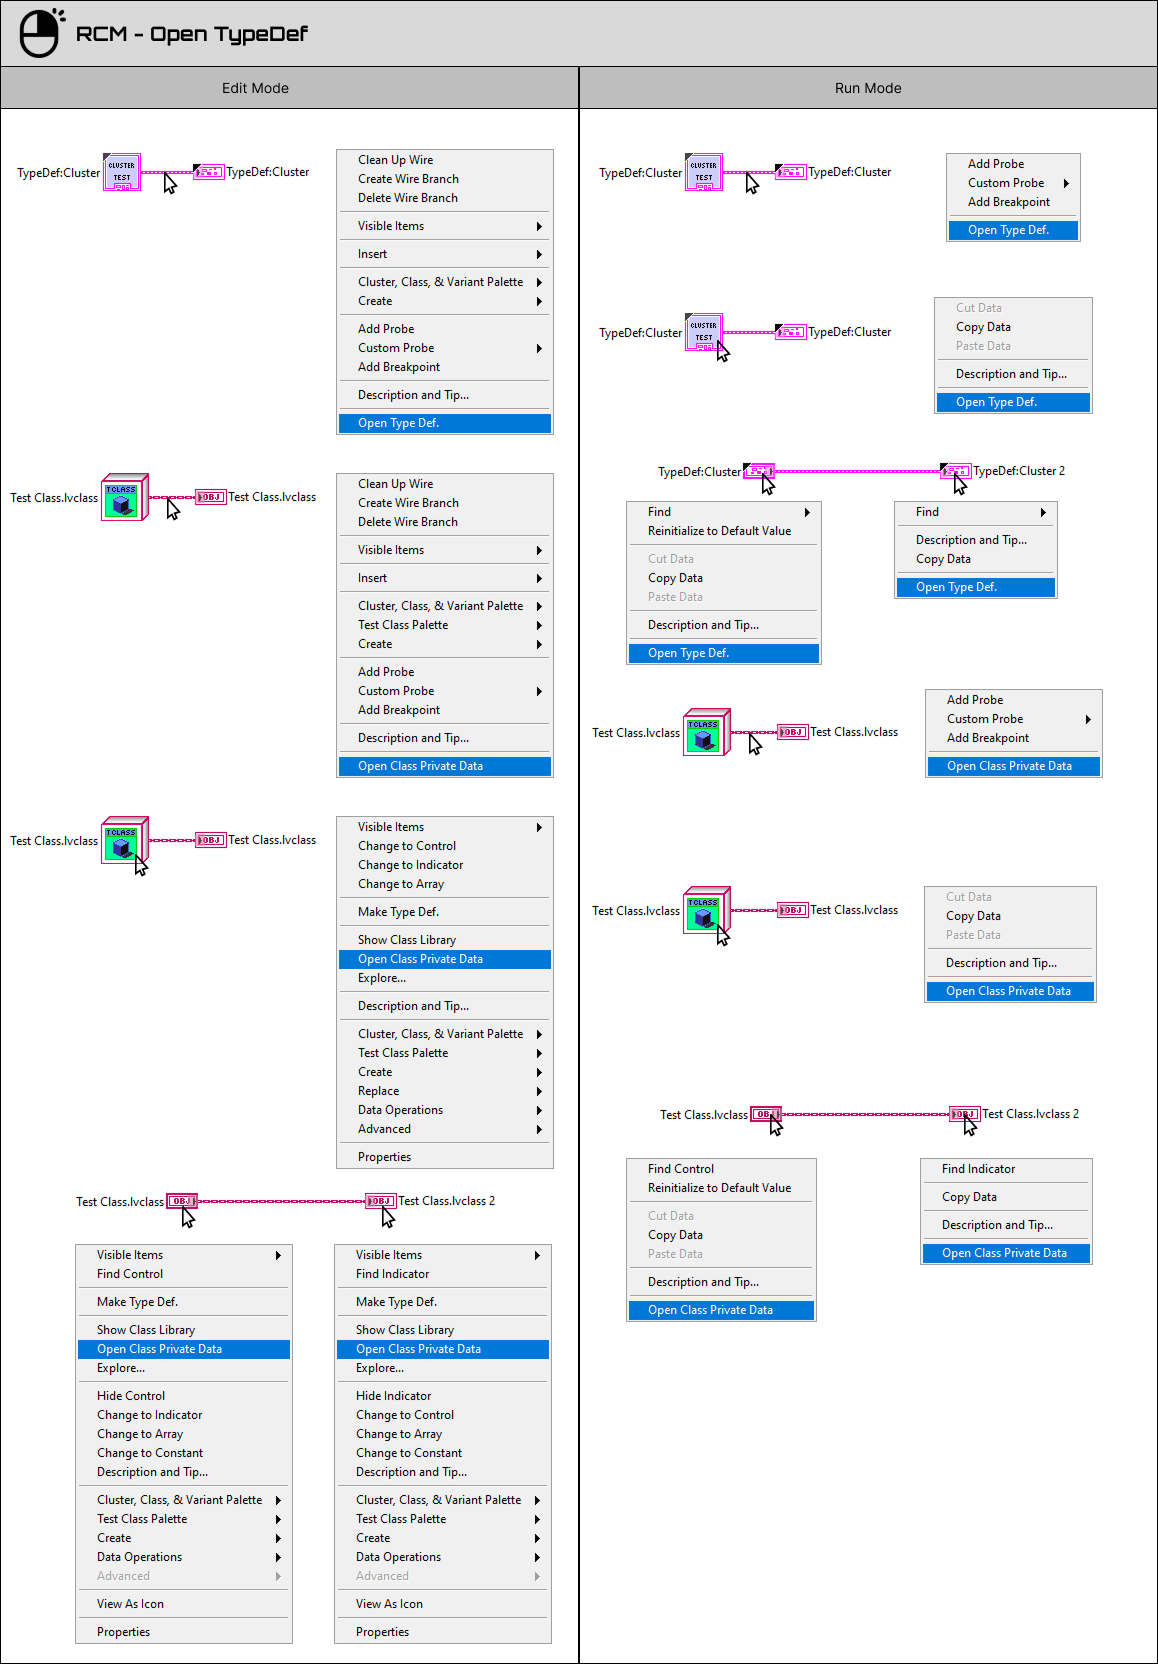 RCM - Open TypeDef
Edit Mode
TypeDef:Cluster
CLUSTER
TEST
TypeDef:Cluster
Clean Up Wire
Create Wire Branch
Delete Wire Branch
Visible Items
Insert
Cluster, Class, & Variant Palette
Create
Add Probe
Custom Probe
Add Breakpoint
Description and Tip...
Open Type Def.
Test Class.lvclass
TCLASS
OBJ
Test Class.lvclass
Clean Up Wire
Create Wire Branch
Delete Wire Branch
Visible Items
Insert
Cluster, Class, & Variant Palette
Test Class Palette
Create
Add Probe
Custom Probe
Add Breakpoint
Description and Tip...
Open Class Private Data
Test Class.lvclass
TCLASS
OBJ
Test Class.lvclass
Visible Items
Change to Control
Change to Indicator
Change to Array
Make Type Def.
Show Class Library
Open Class Private Data
Explore...
Description and Tip...
Cluster, Class, & Variant Palette
Test Class Palette
Create
Replace
Data Operations
Advanced
Properties
Test Class.lvclass
OBJ
OBJ
Test Class.lvclass 2
Visible Items
Find Control
Make Type Def.
Show Class Library
Open Class Private Data
Explore...
Hide Control
Change to Indicator
Change to Array
Change to Constant
Description and Tip...
Cluster, Class, & Variant Palette
Test Class Palette
Create
Data Operations
Advanced
View As Icon
Properties
Visible Items
Find Indicator
Make Type Def.
Show Class Library
Open Class Private Data
Explore...
Hide Indicator
Change to Control
Change to Array
Change to Constant
Description and Tip...
Cluster, Class, & Variant Palette
Test Class Palette
Create
Data Operations
Advanced
View As Icon
Properties
Run Mode
TypeDef:Cluster
CLUSTER
TEST
TypeDef:Cluster
Add Probe
Custom Probe
Add Breakpoint
Open Type Def.
TypeDef:Cluster
CLUSTER
TEST
TypeDef:Cluster
Cut Data
Copy Data
Paste Data
Description and Tip...
Open Type Def.
TypeDef:Cluster
TypeDef:Cluster 2
Find
Reinitialize to Default Value
Cut Data
Copy Data
Paste Data
Description and Tip...
Open Type Def.
Find
Description and Tip...
Copy Data
Open Type Def.
Test Class.lvclass
TCLASS
OBJ
Test Class.lvclass
Add Probe
Custom Probe
Add Breakpoint
Open Class Private Data
Test Class.lvclass
TCLASS
OBJ
Test Class.lvclass
Cut Data
Copy Data
Paste Data
Description and Tip...
Open Class Private Data
Test Class.lvclass
OBJ
OBJ
Test Class.lvclass 2
Find Control
Reinitialize to Default Value
Cut Data
Copy Data
Paste Data
Description and Tip...
Open Class Private Data
Find Indicator
Copy Data
Description and Tip...
Open Class Private Data